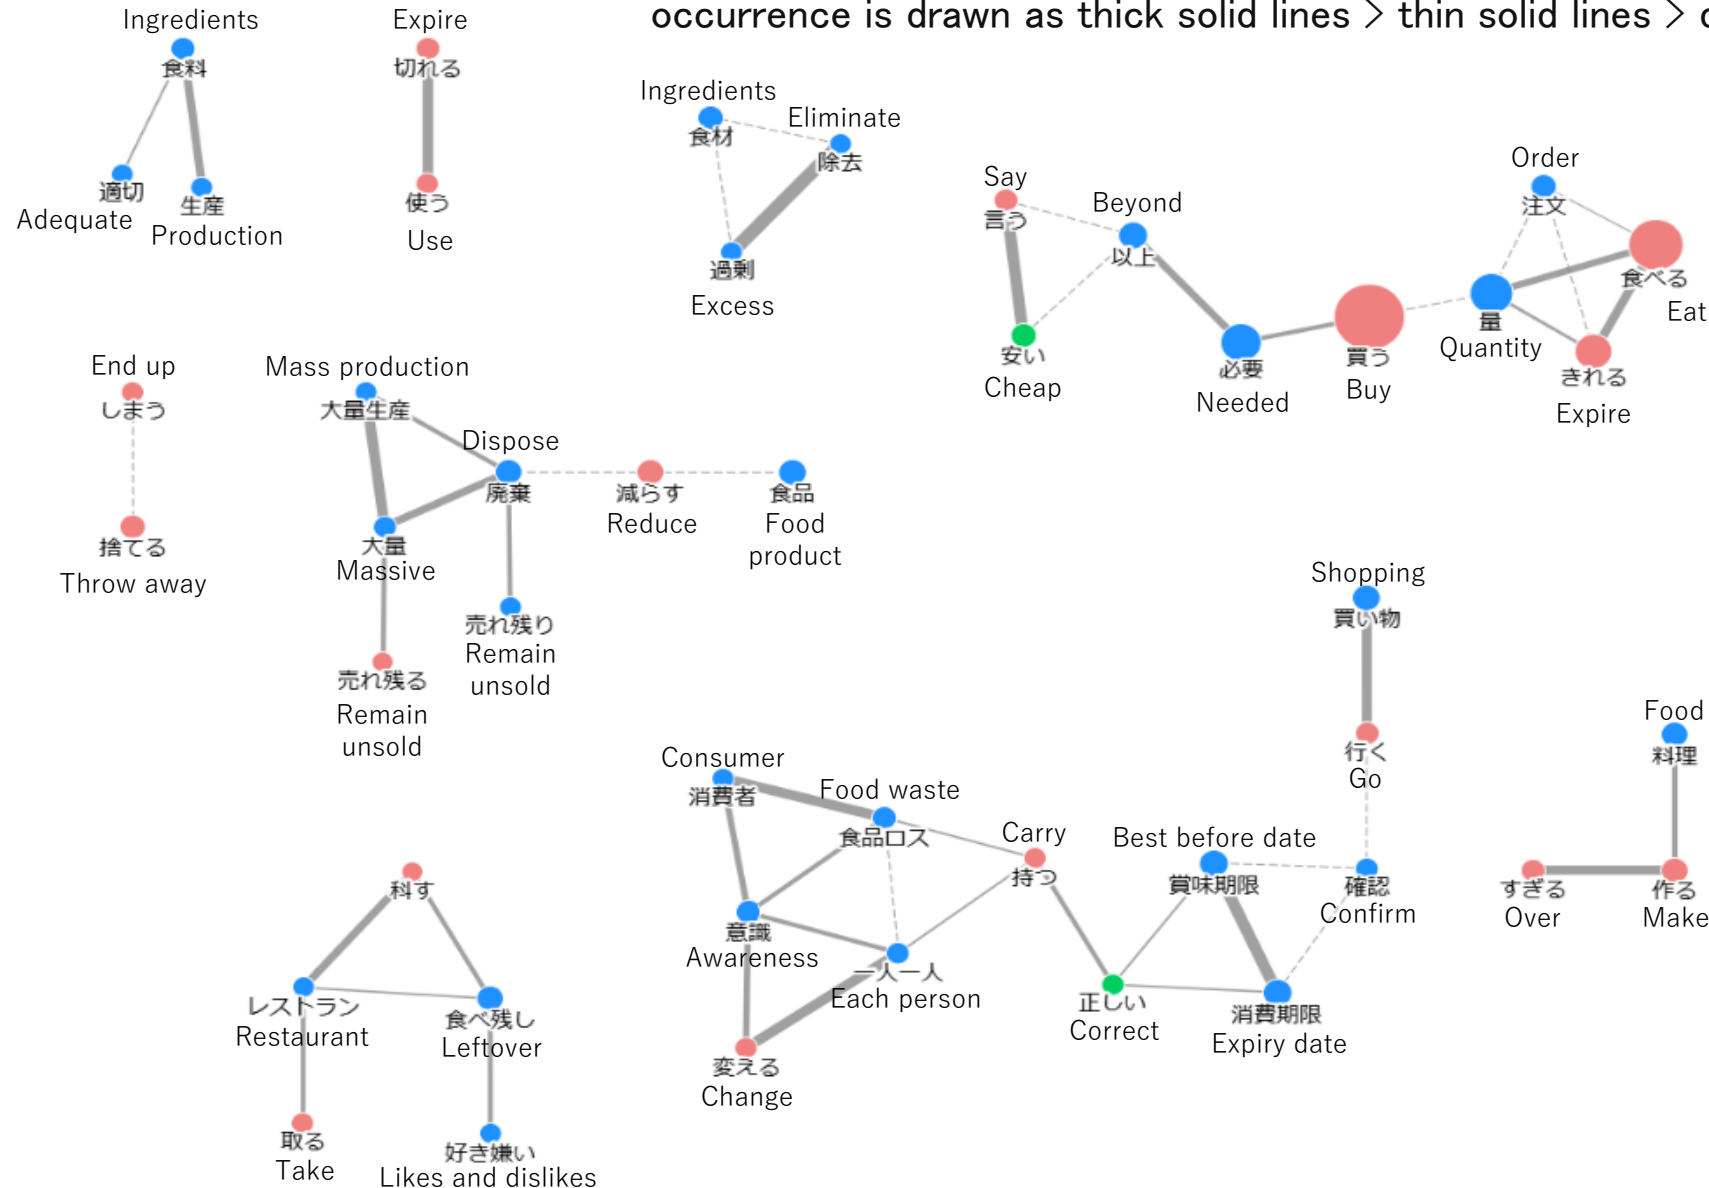 occurrence is drawn as thick solid lines > thin solid lines >
Ingredients
食料
適切
Adequate
生産
Production
Expire
切れる
使う
Use
Ingredients
食材
Eliminate
除去
過剰
Excess
Say
言う
Beyond
以上
安い
Cheap
必要
Needed
買う
Buy
Order
注文
食べる
Eat
量
Quantity
きれる
Expire
End up
しまう
捨てる
Throw away
Mass production
大量生産
Dispose
廃棄
減らす
Reduce
食品
Food
product
大量
Massive
売れ残り
Remain
unsold
売れ残る
Remain
unsold
Shopping
買い物
行く
Go
Food
料理
すぎる
Over
作る
Make
Consumer
消費者
Food waste
食品ロス
Carry
持つ
Best before date
賞味期限
確認
Confirm
意識
Awareness
一人一人
Each person
正しい
Correct
消費期限
Expiry date
変える
Change
科す
レストラン
Restaurant
食べ残し
Leftover
取る
Take
好き嫌い
Likes and dislikes